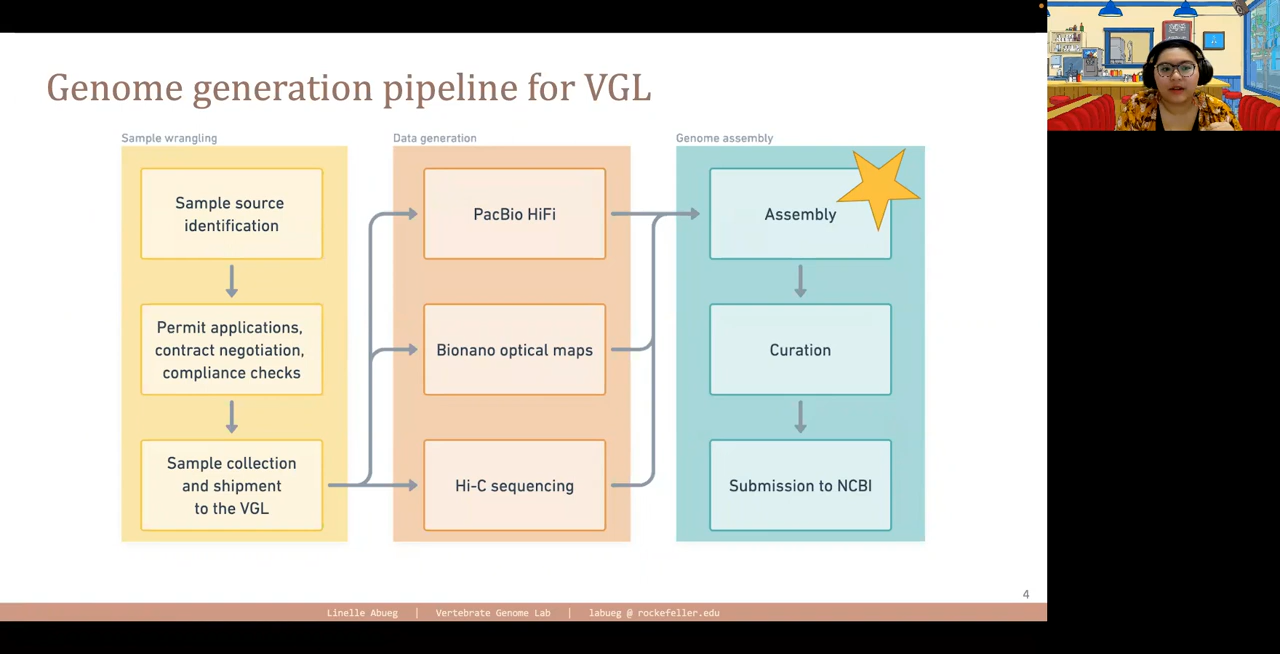 Genome generation pipeline for VGL
Sample wrangling
Sample source
identification
Permit applications,
contract negotiation,
compliance checks
Sample collection
and shipment
to the VGL
Data generation
PacBio HiFi
Bionano optical maps
Hi-C sequencing
Genome assembly
Assembly
Curation
Submission to NCBI
4
Linelle Abueg | Vertebrate Genome Lab | labueg @ rockefeller.edu